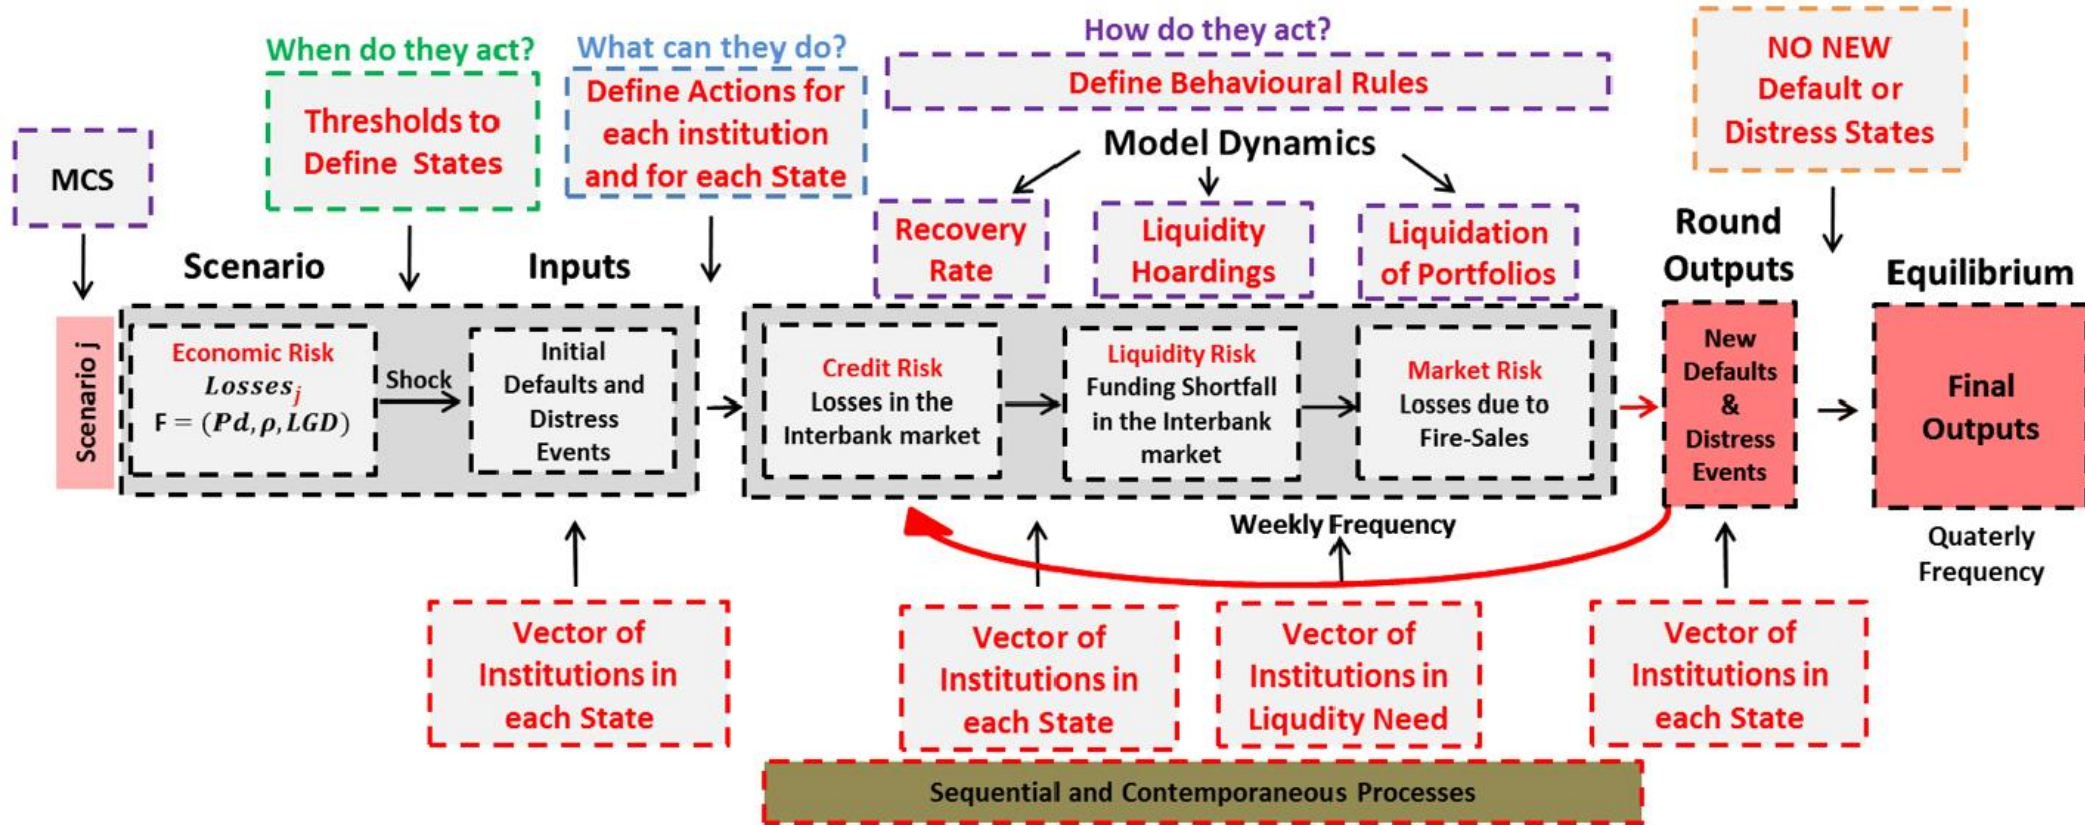 When do they act?
Thresholds to
Define States
What can they do?
Define Actions for
each institution
and for each State
How do they act?
Define Behavioural Rules
Model Dynamics
NO NEW
Default or
Distress States
MCS
Recovery
Rate
Liquidity
Hoardings
Liquidation
of Portfolios
Scenario
Inputs
Round
Outputs
Equilibrium
Scenario j
Economic Risk
Losses_j
F = (Pd, ρ, LGD)
Shock
Initial
Defaults and
Distress
Events
Credit Risk
Losses in the
Interbank market
Liquidity Risk
Funding Shortfall
in the Interbank
market
Market Risk
Losses due to
Fire-Sales
New
Defaults
&
Distress
Events
Final
Outputs
Weekly Frequency
Quaterly
Frequency
Vector of
Institutions in
each State
Vector of
Institutions in
each State
Vector of
Institutions in
Liqudity Need
Vector of
Institutions in
each State
Sequential and Contemporaneous Processes